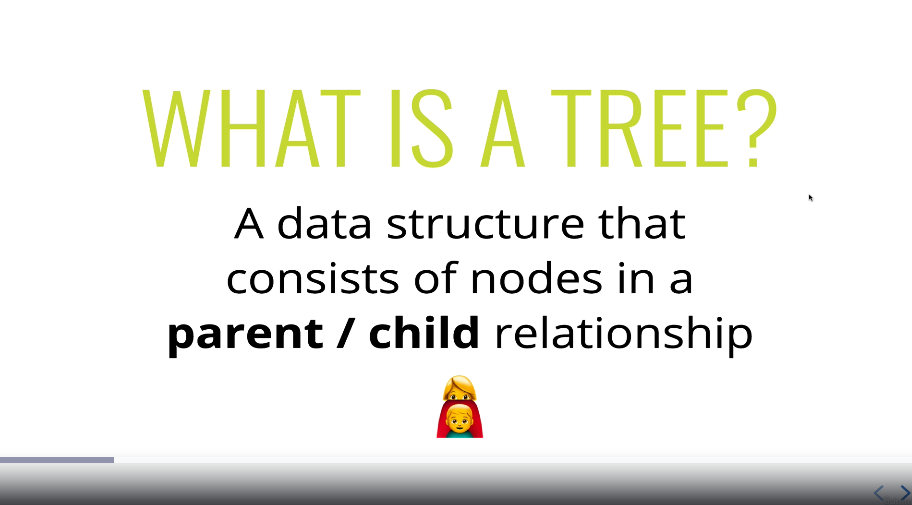 WHAT IS A TREE?
A data structure that
consists of nodes in a
parent / child relationship